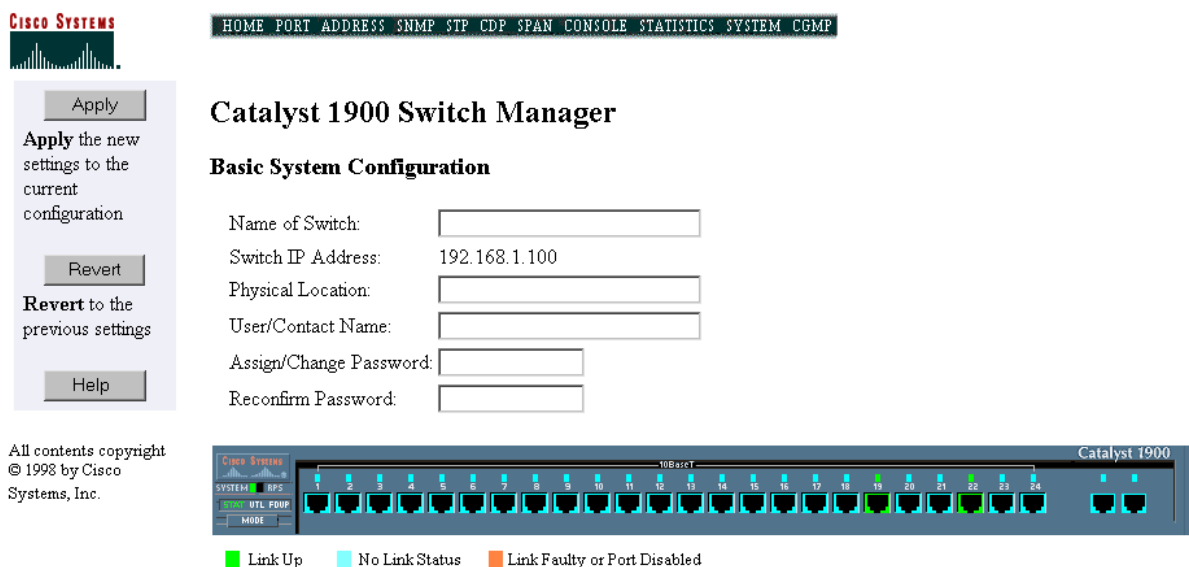 CISCO SYSTEMS
HOME PORT ADDRESS SNMP STP CDP SPAN CONSOLE STATISTICS SYSTEM CGMP
Apply
Apply the new
settings to the
current
configuration
Revert
Revert to the
previous settings
Help
All contents copyright
© 1998 by Cisco
Systems, Inc.
Catalyst 1900 Switch Manager
Basic System Configuration
Name of Switch:
Switch IP Address: 192.168.1.100
Physical Location:
User/Contact Name:
Assign/Change Password:
Reconfirm Password:
CISCO SYSTEMS
10BaseT
Catalyst 1900
SYSTEM RPS
1 2 3 4 5 6 7 8 9 10 11 12 13 14 15 16 17 18 19 20 21 22 23 24
STAT UTL FDUP
MODE
Link Up No Link Status Link Faulty or Port Disabled